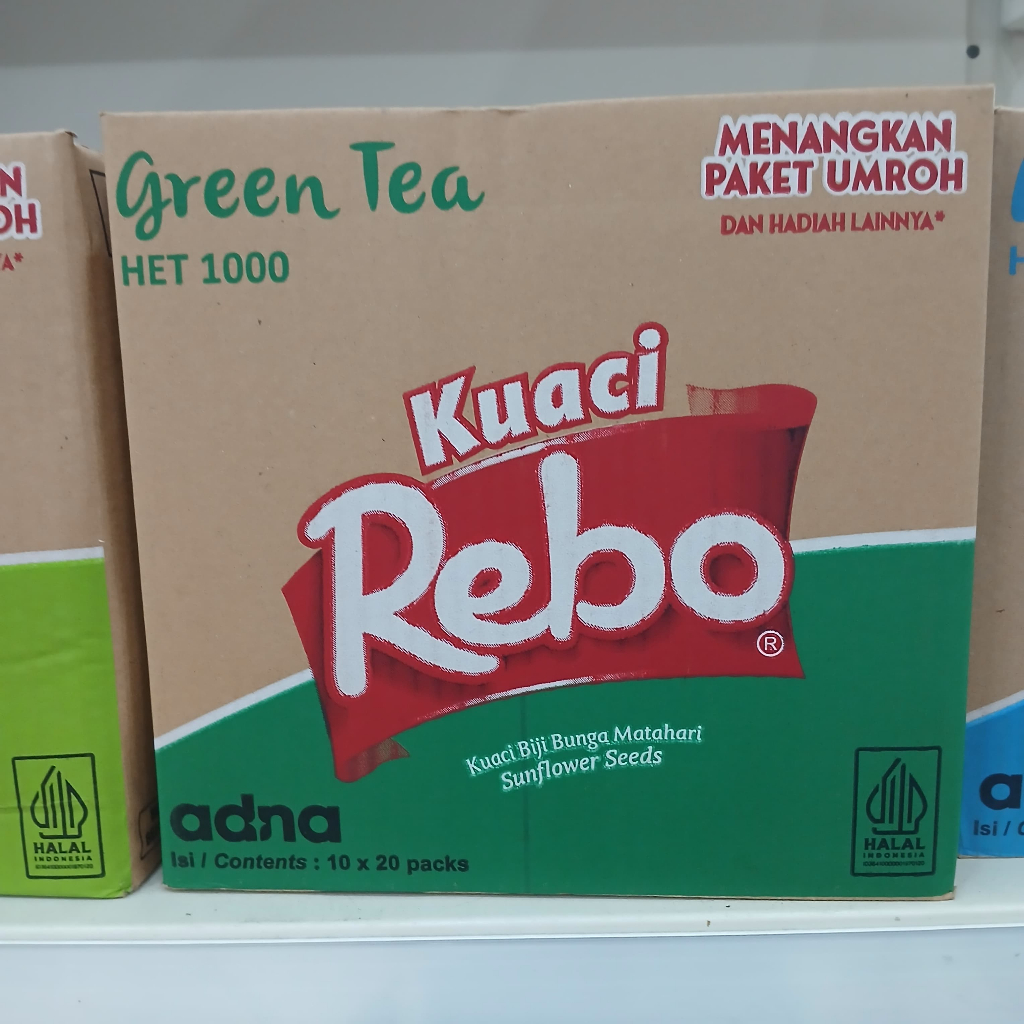 Green Tea
HET 1000
MENANGKAN
PAKET UMROH
DAN HADIAH LAINNYA*
Kuaci
Rebo
®
Kuaci Biji Bunga Matahari
Sunflower Seeds
adna
Isi / Contents : 10 x 20 packs
HALAL
INDONESIA
HALAL
INDONESIA
Isi /